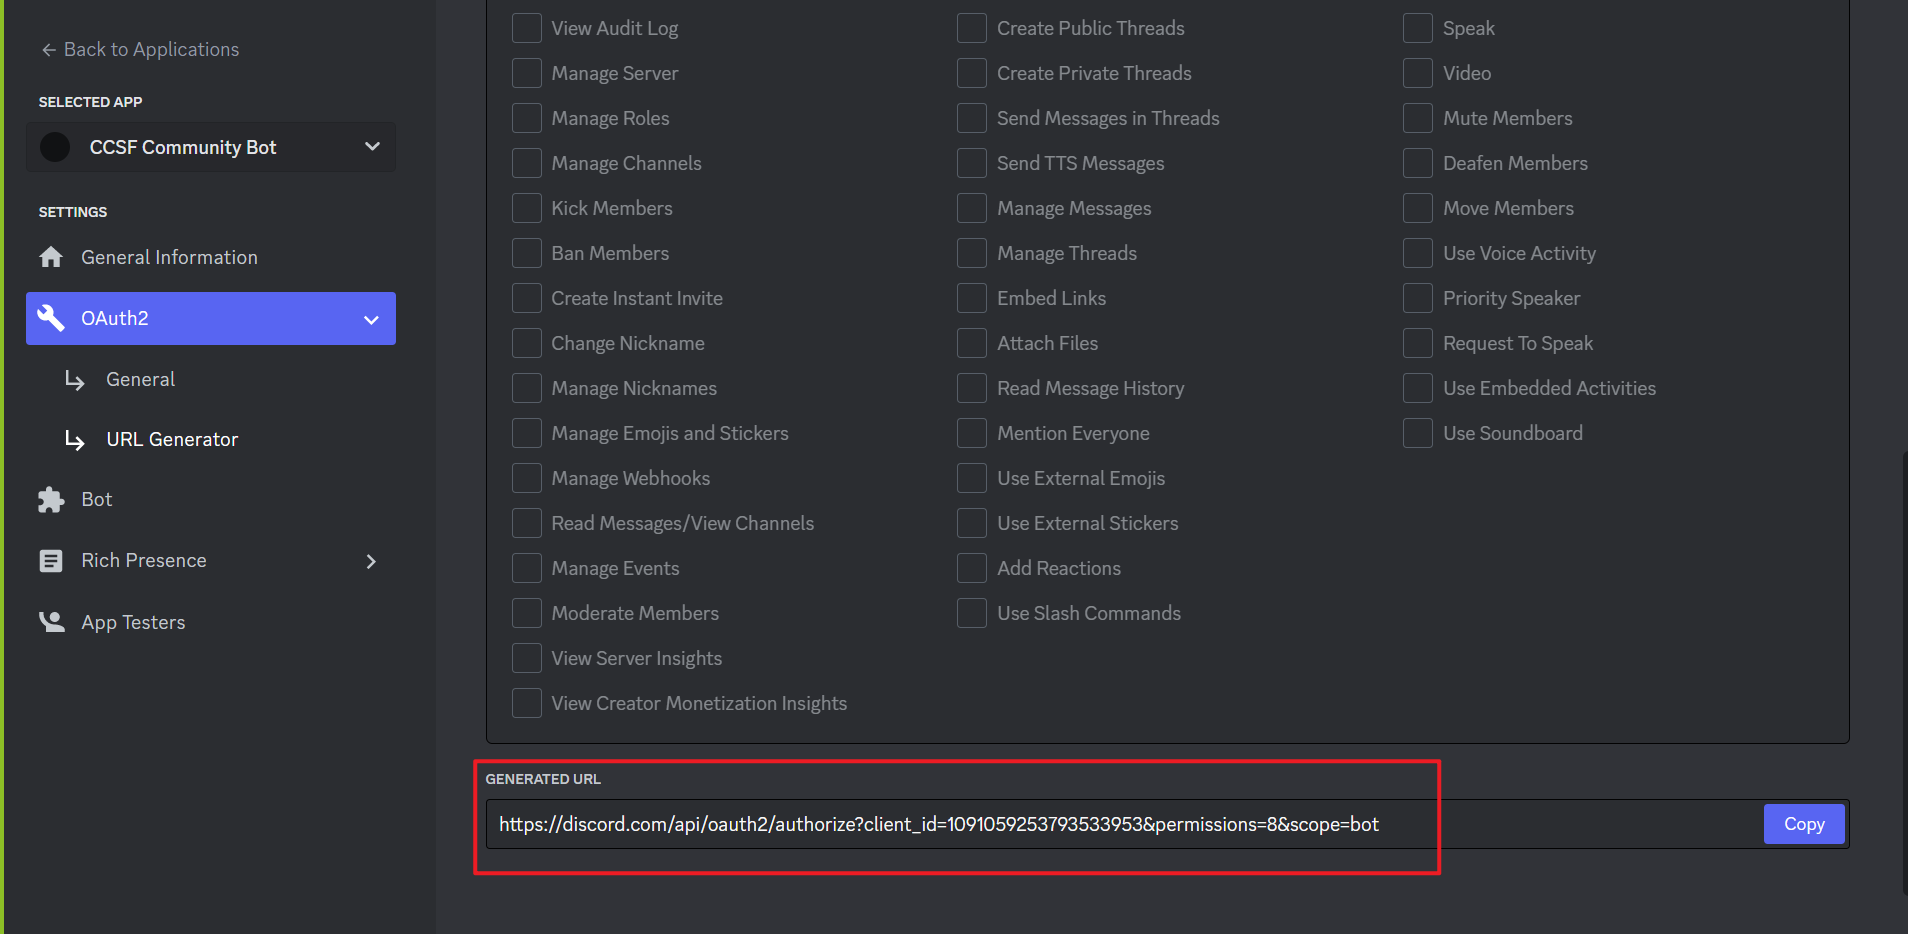 Back to Applications
SELECTED APP
CCSF Community Bot
SETTINGS
General Information
OAuth2
General
URL Generator
Bot
Rich Presence
App Testers
View Audit Log
Manage Server
Manage Roles
Manage Channels
Kick Members
Ban Members
Create Instant Invite
Change Nickname
Manage Nicknames
Manage Emojis and Stickers
Manage Webhooks
Read Messages/View Channels
Manage Events
Moderate Members
View Server Insights
View Creator Monetization Insights
Create Public Threads
Create Private Threads
Send Messages in Threads
Send TTS Messages
Manage Messages
Manage Threads
Embed Links
Attach Files
Read Message History
Mention Everyone
Use External Emojis
Use External Stickers
Add Reactions
Use Slash Commands
Speak
Video
Mute Members
Deafen Members
Move Members
Use Voice Activity
Priority Speaker
Request To Speak
Use Embedded Activities
Use Soundboard
GENERATED URL
https://discord.com/api/oauth2/authorize?client_id=1091059253793533953&permissions=8&scope=bot
Copy